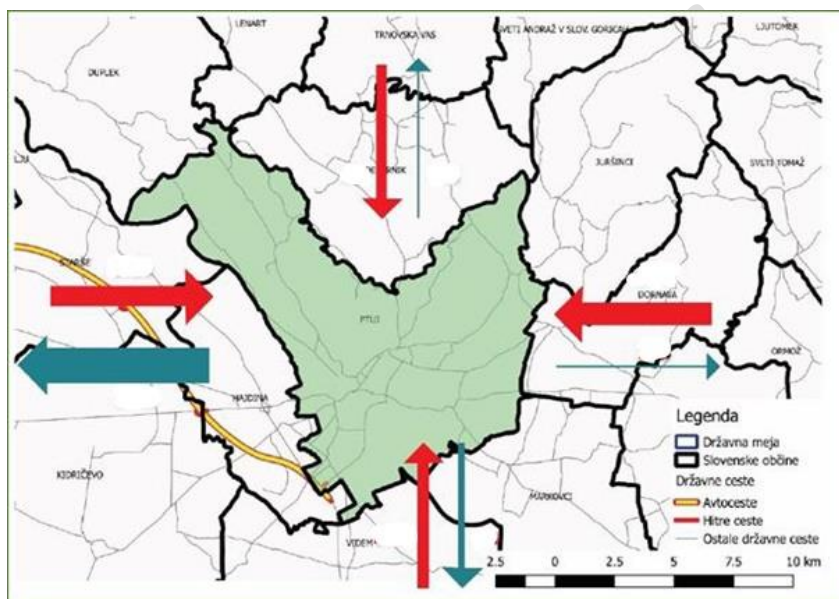 LENART
TRNOVSKA VAS
SVETI ANDRAŽ V SLOV. GORICAH
LJUTOMER
DUPLEK
JURŠINCI
SVETI TOMAŽ
STARŠE
PTUJ
DORNAVA
ORMOŽ
HAJDINA
KIDRIČEVO
MARKOVCI
VIDEM
Legenda
Državna meja
Slovenske občine
Državne ceste
Avtoceste
Hitre ceste
Ostale državne ceste
2.5 0 2.5 5 7.5 10 km